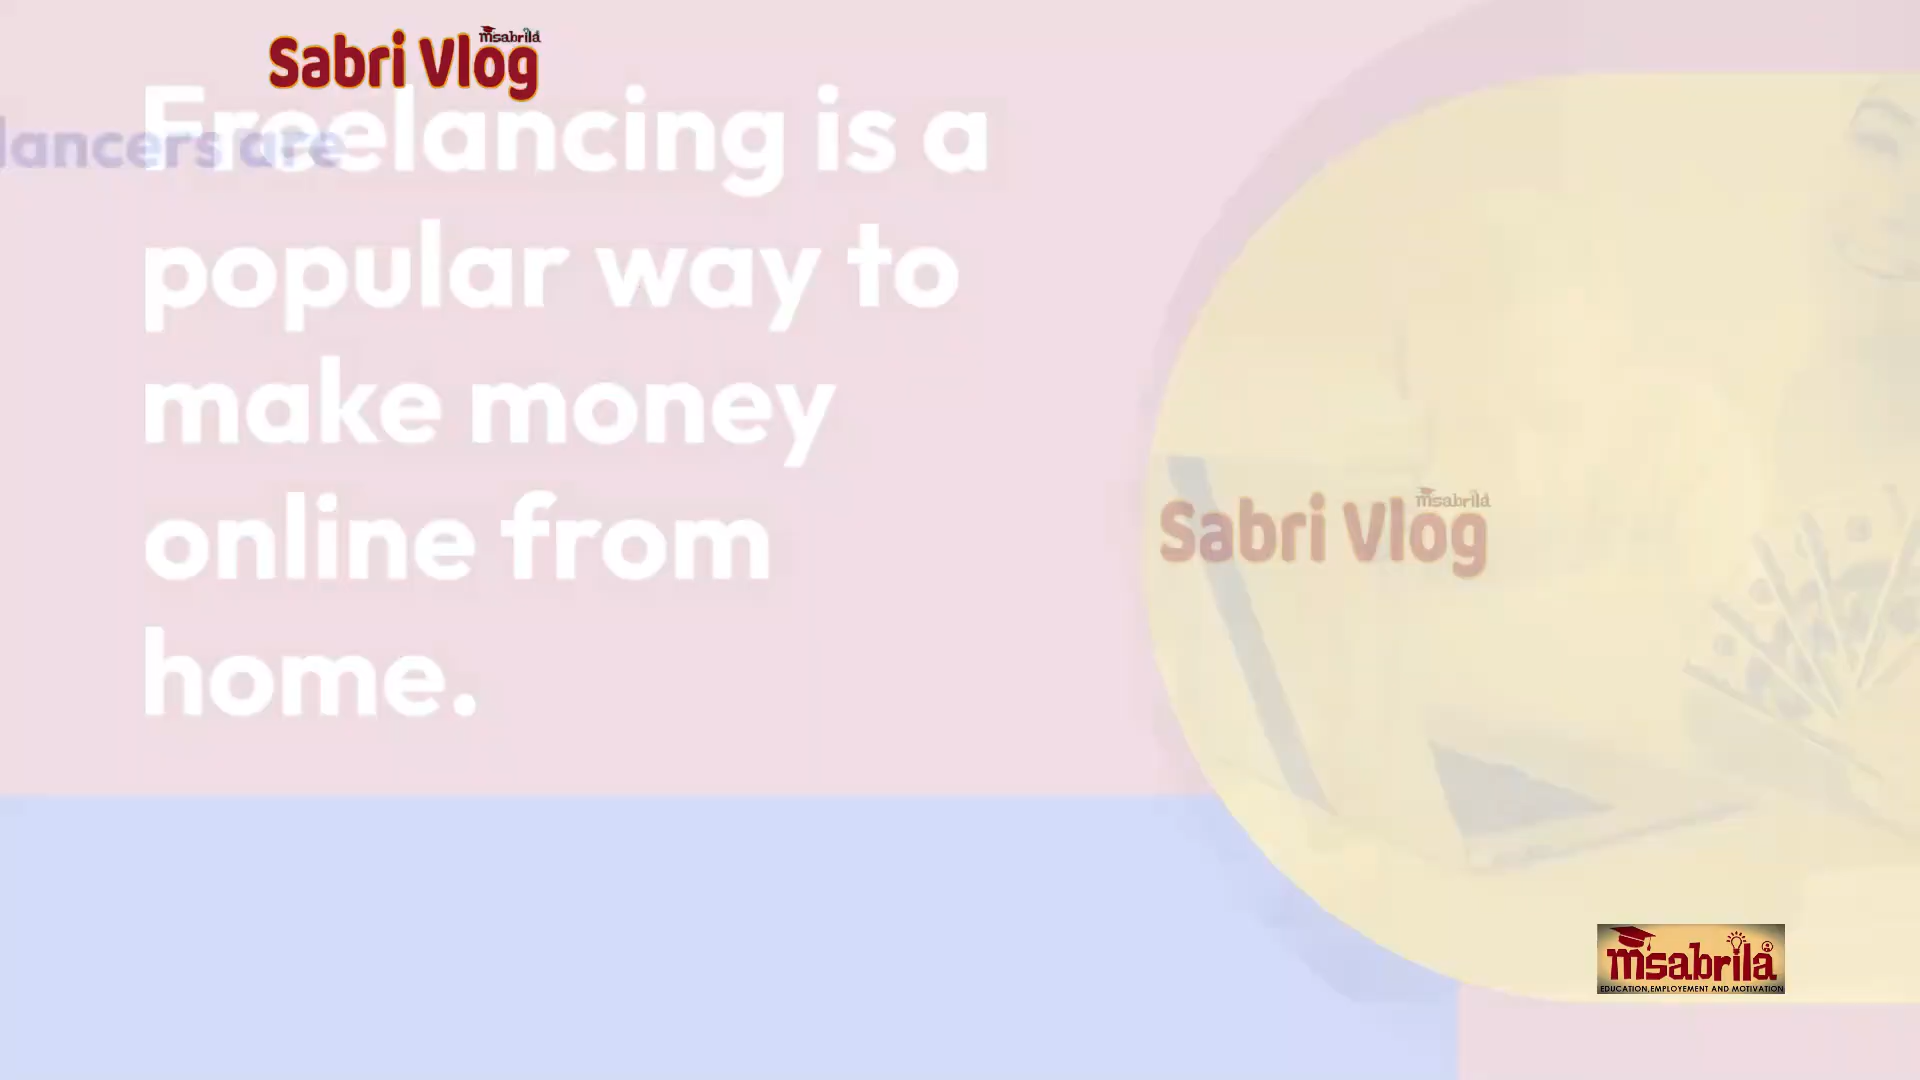 msabrila
Sabri Vlog
lancers are
Freelancing is a
popular way to
make money
online from
home.
msabrila
Sabri Vlog
msabrila
EDUCATION,EMPLOYEMENT AND MOTIVATION